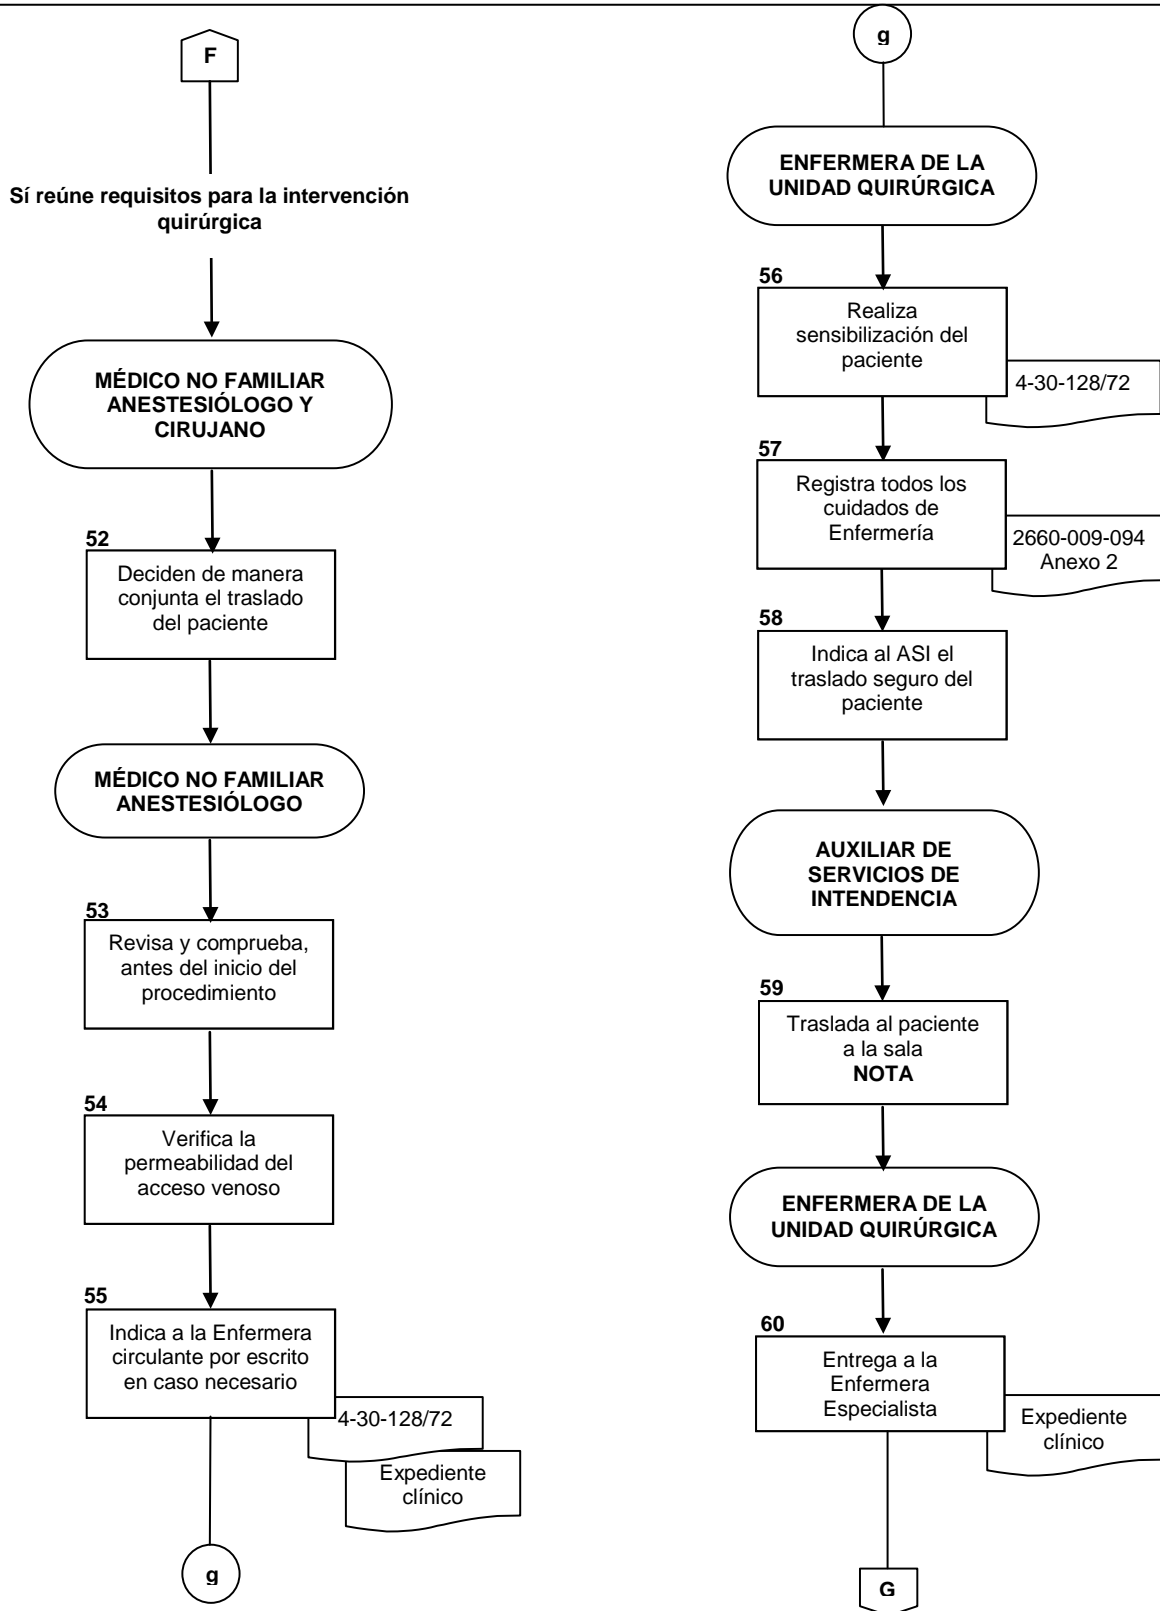 F
Sí reúne requisitos para la intervención
quirúrgica
MÉDICO NO FAMILIAR
ANESTESIÓLOGO Y
CIRUJANO
52
Deciden de manera
conjunta el traslado
del paciente
MÉDICO NO FAMILIAR
ANESTESIÓLOGO
53
Revisa y comprueba,
antes del inicio del
procedimiento
54
Verifica la
permeabilidad del
acceso venoso
55
Indica a la Enfermera
circulante por escrito
en caso necesario
4-30-128/72
Expediente
clínico
g
g
ENFERMERA DE LA
UNIDAD QUIRÚRGICA
56
Realiza
sensibilización del
paciente
4-30-128/72
57
Registra todos los
cuidados de
Enfermería
2660-009-094
Anexo 2
58
Indica al ASI el
traslado seguro del
paciente
AUXILIAR DE
SERVICIOS DE
INTENDENCIA
59
Traslada al paciente
a la sala
NOTA
ENFERMERA DE LA
UNIDAD QUIRÚRGICA
60
Entrega a la
Enfermera
Especialista
Expediente
clínico
G